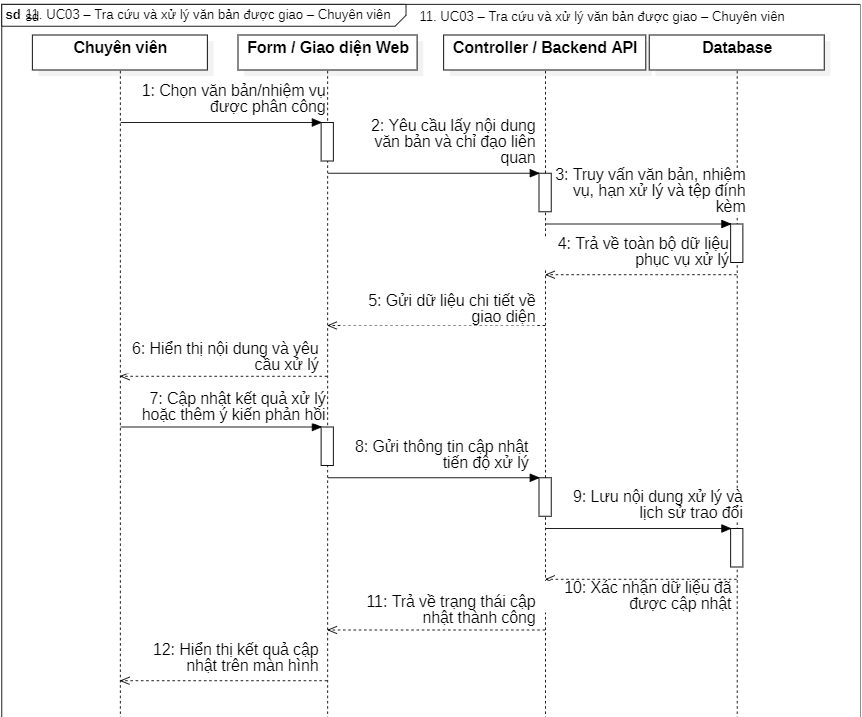 sd 11. UC03 – Tra cứu và xử lý văn bản được giao – Chuyên viên
11. UC03 – Tra cứu và xử lý văn bản được giao – Chuyên viên
Chuyên viên
Form / Giao diện Web
Controller / Backend API
Database
1: Chọn văn bản/nhiệm vụ
được phân công
2: Yêu cầu lấy nội dung
văn bản và chỉ đạo liên
quan
3: Truy vấn văn bản, nhiệm
vụ, hạn xử lý và tệp đính
kèm
4: Trả về toàn bộ dữ liệu
phục vụ xử lý
5: Gửi dữ liệu chi tiết về
giao diện
6: Hiển thị nội dung và yêu
cầu xử lý
7: Cập nhật kết quả xử lý
hoặc thêm ý kiến phản hồi
8: Gửi thông tin cập nhật
tiến độ xử lý
9: Lưu nội dung xử lý và
lịch sử trao đổi
10: Xác nhận dữ liệu đã
được cập nhật
11: Trả về trạng thái cập
nhật thành công
12: Hiển thị kết quả cập
nhật trên màn hình